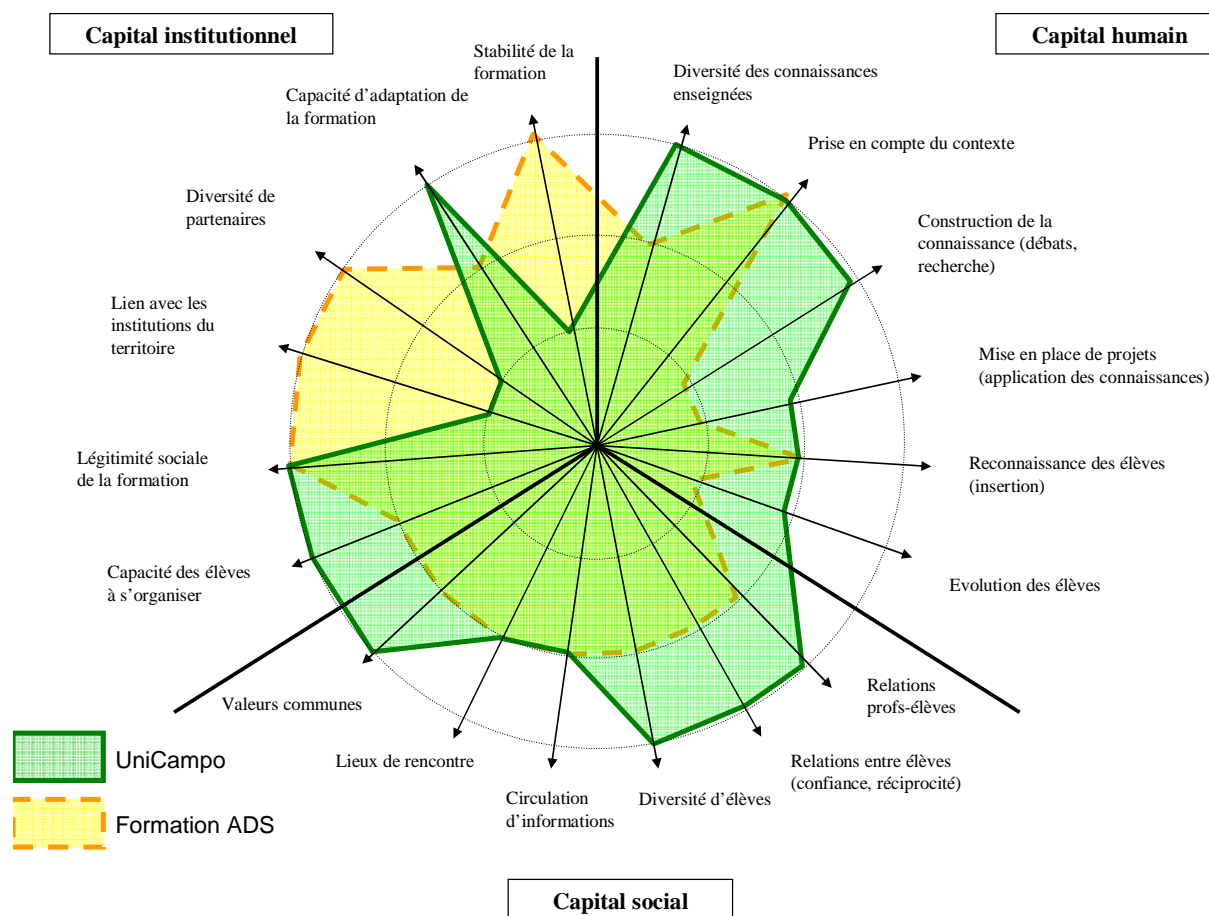 Capital institutionnel
Capital humain
Stabilité de la
formation
Diversité des connaissances
enseignées
Capacité d'adaptation de
la formation
Prise en compte du contexte
Diversité de
partenaires
Construction de la
connaissance (débats,
recherche)
Lien avec les
institutions du
territoire
Mise en place de projets
(application des connaissances)
Légitimité sociale
de la formation
Reconnaissance des élèves
(insertion)
Capacité des élèves
à s'organiser
Evolution des élèves
Valeurs communes
Relations
profs-élèves
Lieux de rencontre
Relations entre élèves
(confiance, réciprocité)
Circulation
d'informations
Diversité d'élèves
UniCampo
Formation ADS
Capital social